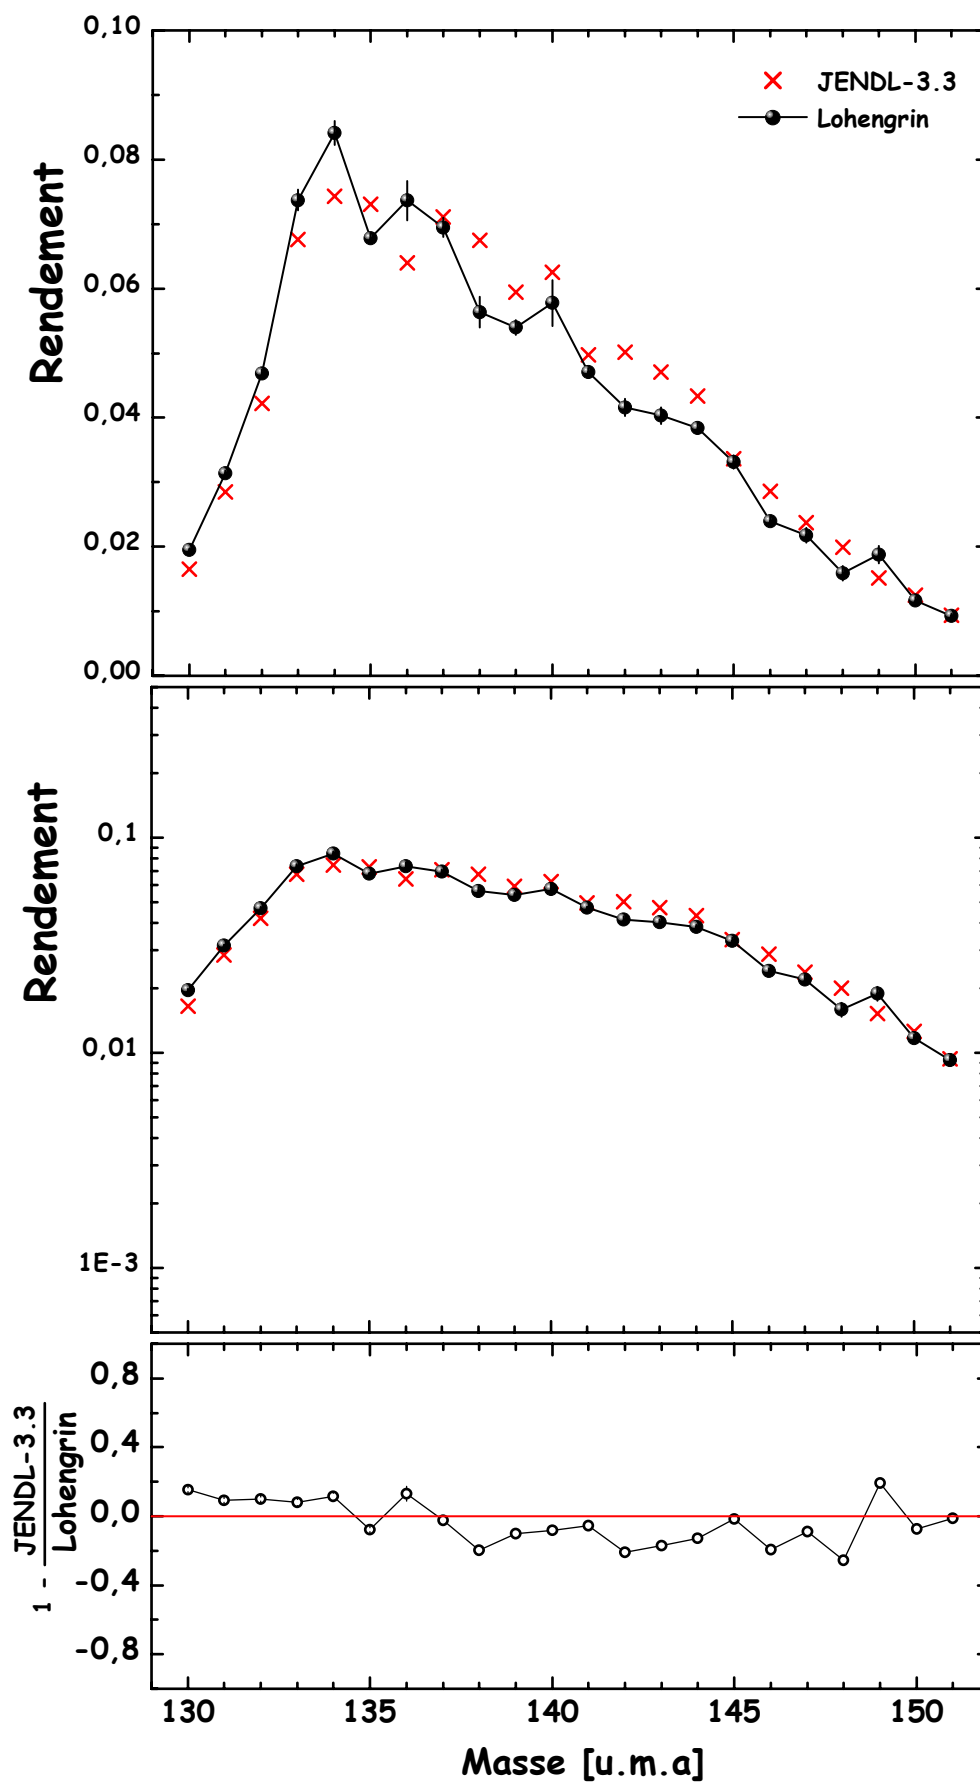 0,10
JENDL-3.3
Lohengrin
0,08
0,06
0,04
0,02
0,00
Rendement
0,1
0,01
1E-3
Rendement
0,8
0,4
0,0
-0,4
-0,8
1 - JENDL-3.3
Lohengrin
130 135 140 145 150
Masse [u.m.a]